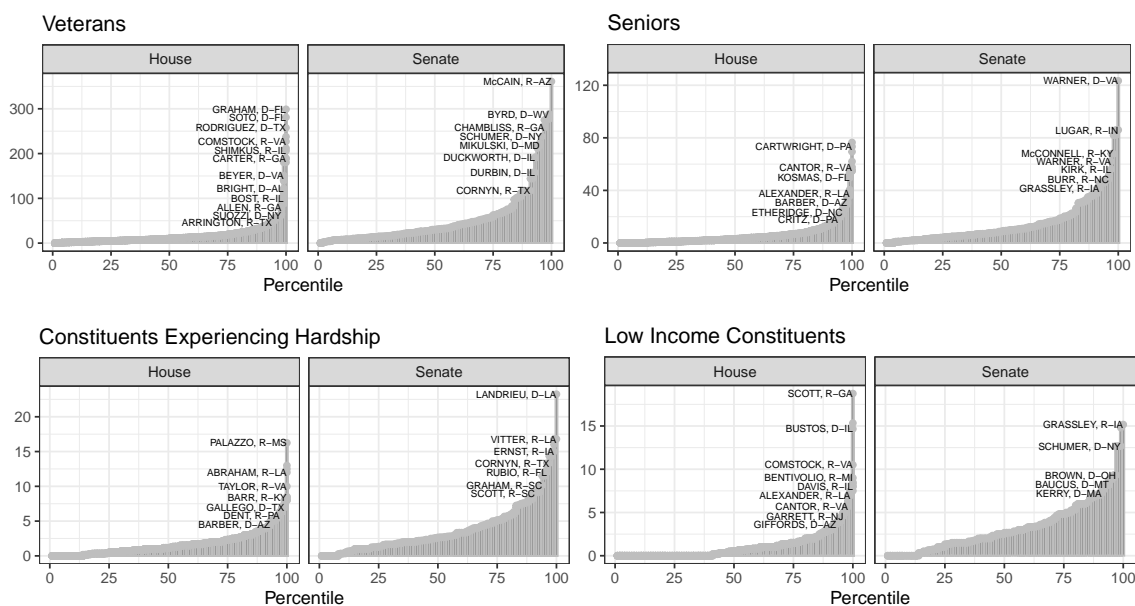 Veterans
House
Senate
GRAHAM, D−FL
SOTO, D−FL
RODRIGUEZ, D−TX
COMSTOCK, R−VA
SHIMKUS, R−IL
CARTER, R−GA
BEYER, D−VA
BRIGHT, D−AL
BOST, R−IL
ALLEN, R−GA
SUOZZI, D−NY
ARRINGTON, R−TX
McCAIN, R−AZ
BYRD, D−WV
CHAMBLISS, R−GA
SCHUMER, D−NY
MIKULSKI, D−MD
DUCKWORTH, D−IL
DURBIN, D−IL
CORNYN, R−TX
300
200
100
0
0 25 50 75 100 0 25 50 75 100
Percentile
Seniors
House
Senate
CARTWRIGHT, D−PA
CANTOR, R−VA
KOSMAS, D−FL
ALEXANDER, R−LA
BARBER, D−AZ
ETHERIDGE, D−NC
CRITZ, D−PA
WARNER, D−VA
LUGAR, R−IN
McCONNELL, R−KY
WARNER, R−VA
KIRK, R−IL
BURR, R−NC
GRASSLEY, R−IA
120
80
40
0
0 25 50 75 100 0 25 50 75 100
Percentile
Constituents Experiencing Hardship
House
Senate
PALAZZO, R−MS
ABRAHAM, R−LA
TAYLOR, R−VA
BARR, R−KY
GALLEGO, D−TX
DENT, R−PA
BARBER, D−AZ
LANDRIEU, D−LA
VITTER, R−LA
ERNST, R−IA
CORNYN, R−TX
RUBIO, R−FL
GRAHAM, R−SC
SCOTT, R−SC
20
15
10
5
0
0 25 50 75 100 0 25 50 75 100
Percentile
Low Income Constituents
House
Senate
SCOTT, R−GA
BUSTOS, D−IL
COMSTOCK, R−VA
BENTIVOLIO, R−MI
DAVIS, R−IL
ALEXANDER, R−LA
CANTOR, R−VA
GARRETT, R−NJ
GIFFORDS, D−AZ
GRASSLEY, R−IA
SCHUMER, D−NY
BROWN, D−OH
BAUCUS, D−MT
KERRY, D−MA
15
10
5
0
0 25 50 75 100 0 25 50 75 100
Percentile